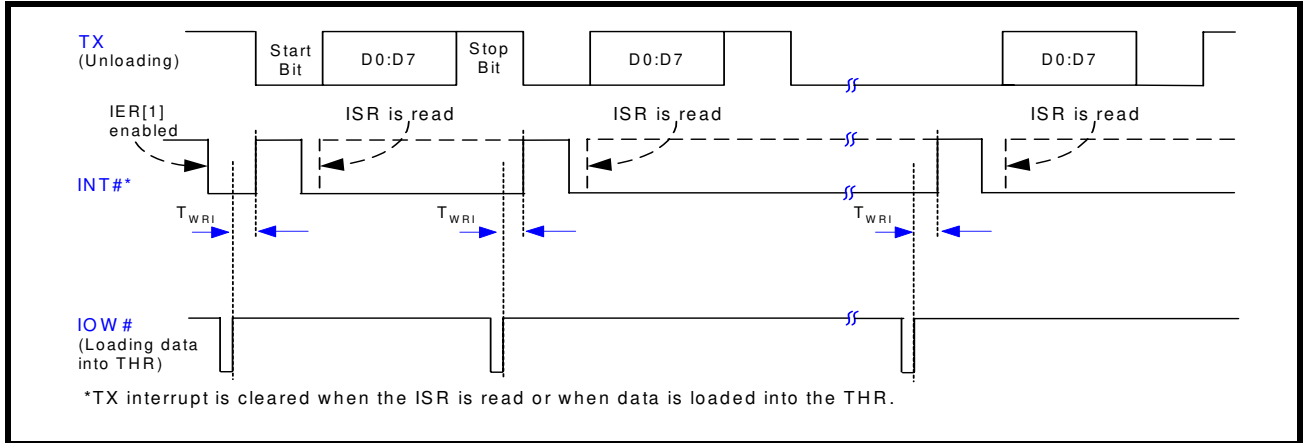 TX
(Unloading)
Start
Bit
D0:D7
Stop
Bit
D0:D7
D0:D7
IER[1]
enabled
ISR is read
ISR is read
ISR is read
INT#*
TWRI
TWRI
TWRI
IOW#
(Loading data
into THR)
*TX interrupt is cleared when the ISR is read or when data is loaded into the THR.